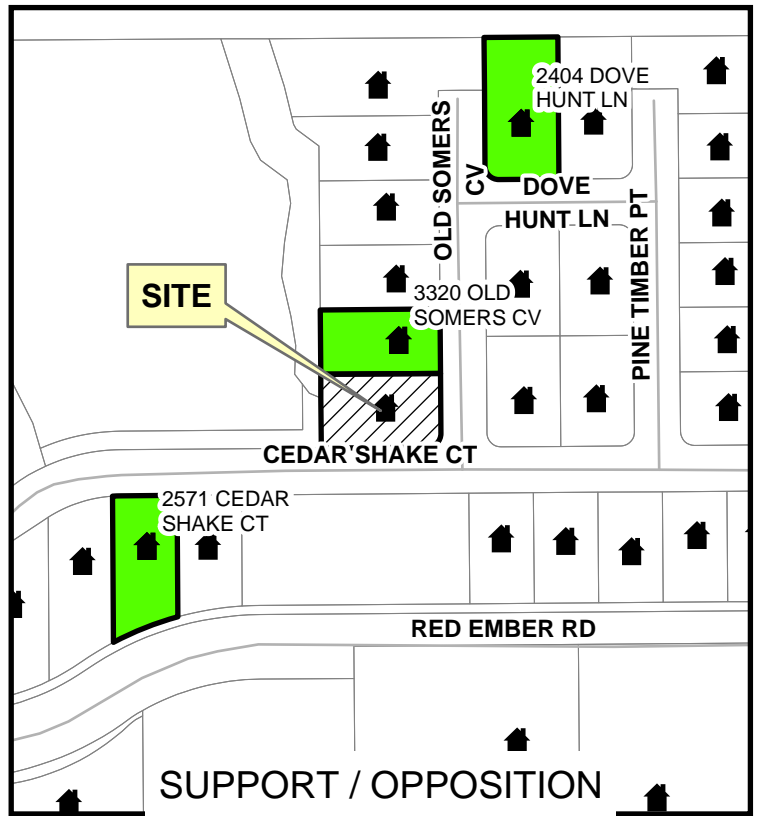 2404 DOVE
HUNT LN
OLD SOMERS
CV
DOVE
HUNT LN
PINE TIMBER PT
SITE
3320 OLD
SOMERS CV
CEDAR SHAKE CT
2571 CEDAR
SHAKE CT
RED EMBER RD
SUPPORT / OPPOSITION